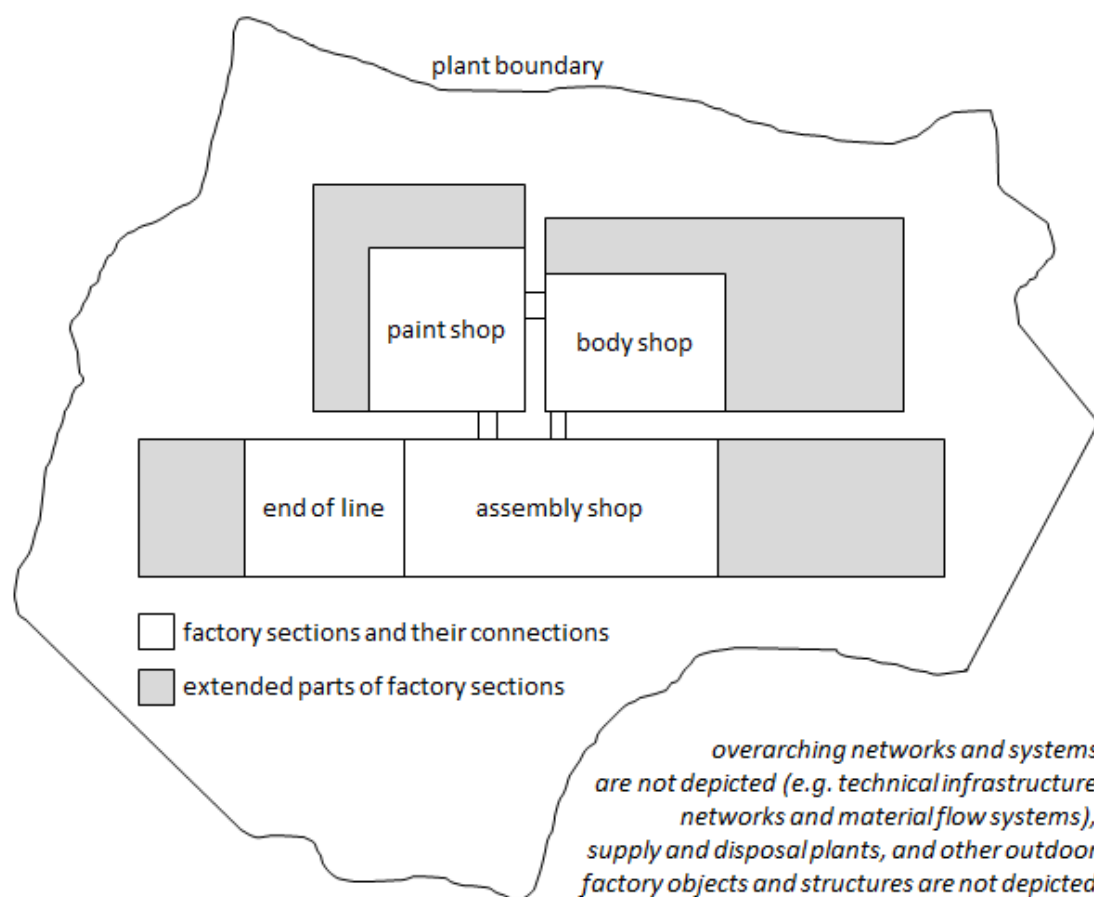 plant boundary
paint shop
body shop
end of line
assembly shop
factory sections and their connections
extended parts of factory sections
overarching networks and systems
are not depicted (e.g. technical infrastructure
networks and material flow systems),
supply and disposal plants, and other outdoor
factory objects and structures are not depicted